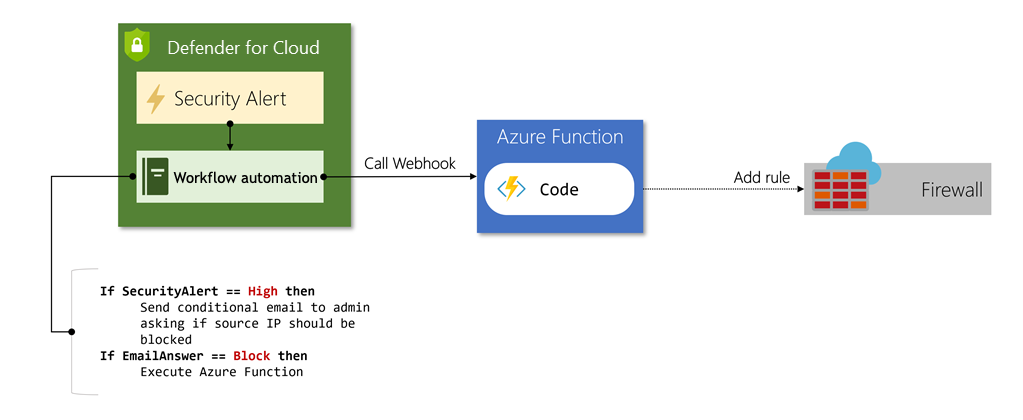 Defender for Cloud
Security Alert
Workflow automation
Call Webhook
Azure Function
Code
Add rule
Firewall
If SecurityAlert == High then
Send conditional email to admin
asking if source IP should be
blocked
If EmailAnswer == Block then
Execute Azure Function